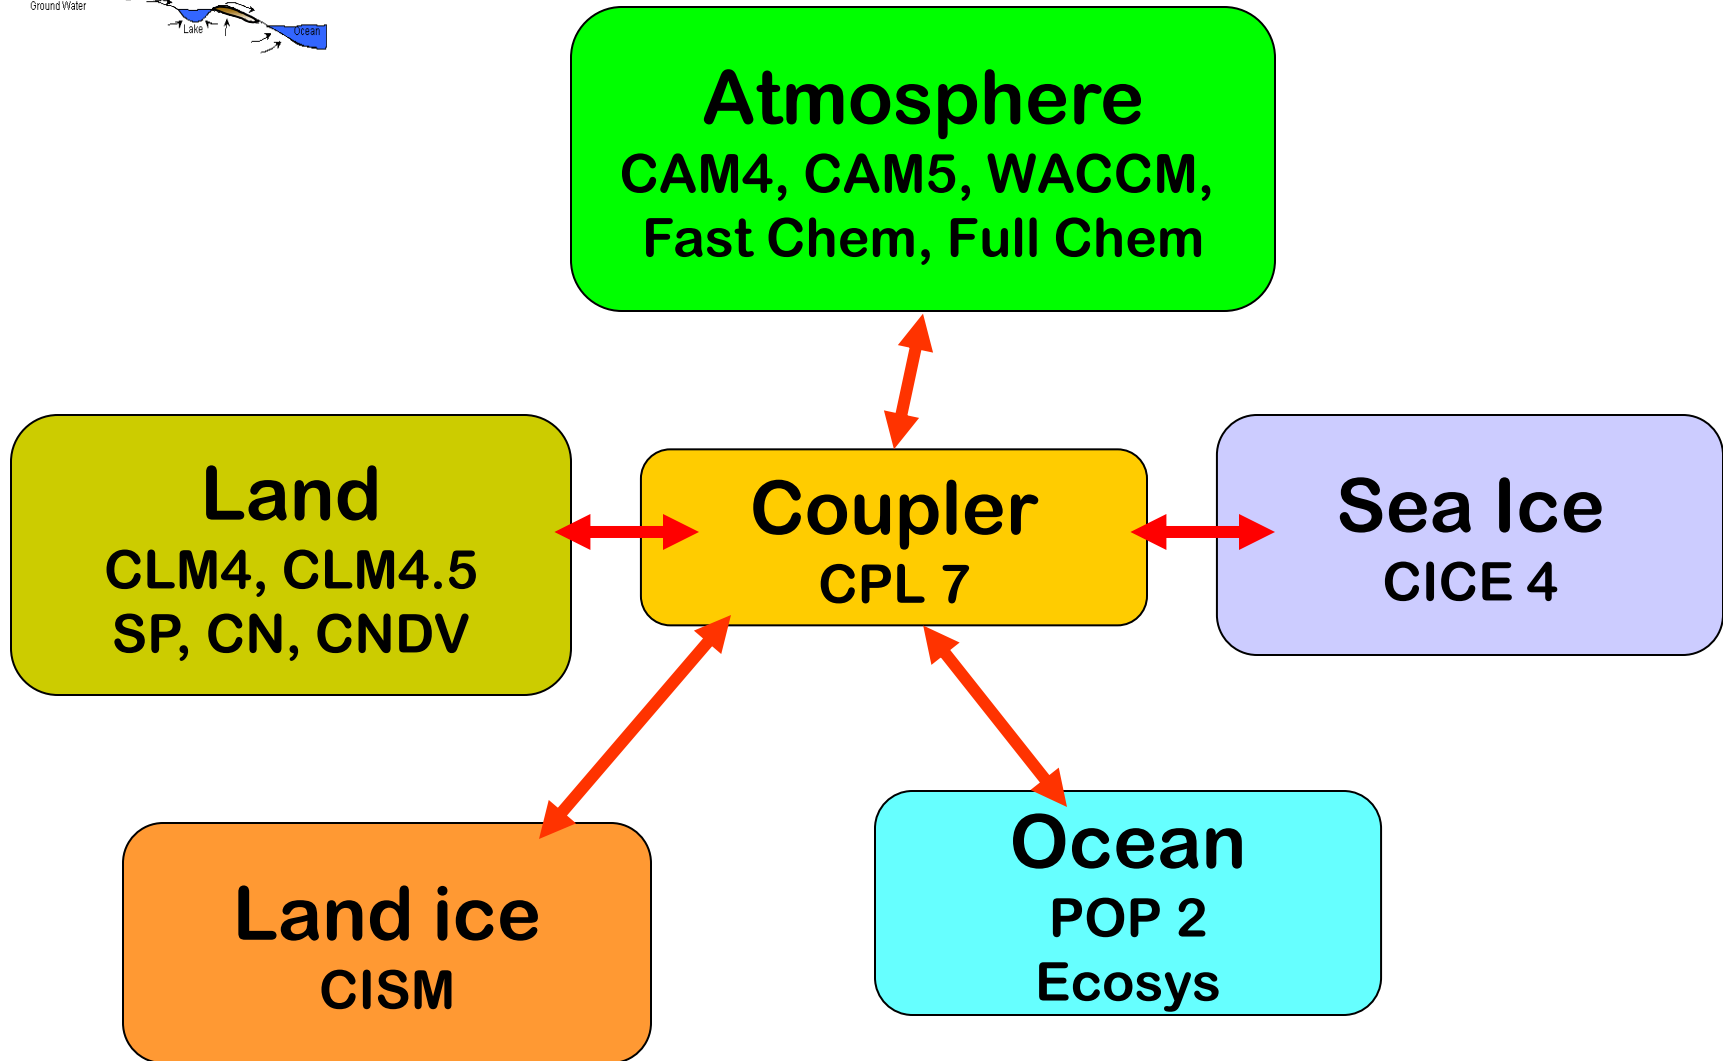 Ground Water
Lake
Ocean
Atmosphere
CAM4, CAM5, WACCM,
Fast Chem, Full Chem
Land
CLM4, CLM4.5
SP, CN, CNDV
Coupler
CPL 7
Sea Ice
CICE 4
Land ice
CISM
Ocean
POP 2
Ecosys